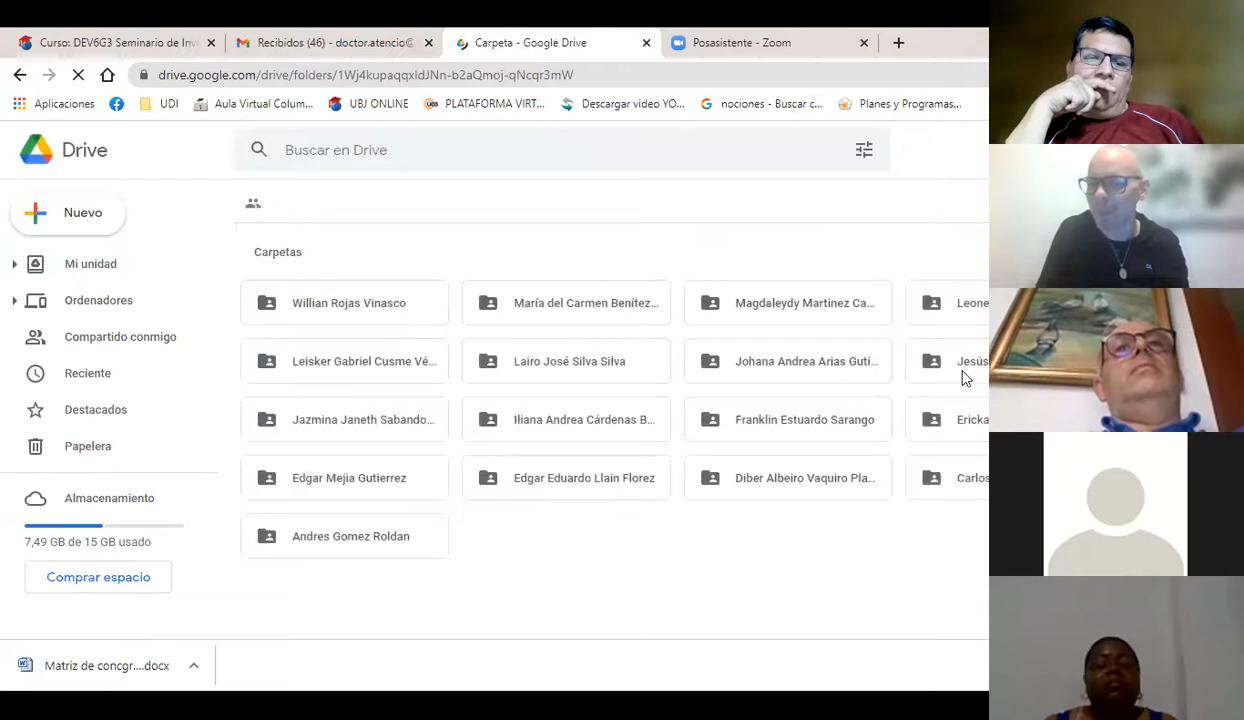 Curso: DEV6G3 Seminario de Inv
Recibidos (46) - doctor.atencio@
Carpeta - Google Drive
Posasistente - Zoom
drive.google.com/drive/folders/1Wj4kupaqqxIdJNn-b2aQmoj-qNcqr3mW
Aplicaciones
UDI
Aula Virtual Colum...
UBJ ONLINE
PLATAFORMA VIRT...
Descargar video YO...
nociones - Buscar c...
Planes y Programas...
Drive
Buscar en Drive
Nuevo
Mi unidad
Ordenadores
Compartido conmigo
Reciente
Destacados
Papelera
Almacenamiento
7,49 GB de 15 GB usado
Comprar espacio
Carpetas
Willian Rojas Vinasco
María del Carmen Benítez...
Magdaleydy Martinez Ca...
Leone
Leisker Gabriel Cusme Vé...
Lairo José Silva Silva
Johana Andrea Arias Guti...
Jesús
Jazmina Janeth Sabando...
Iliana Andrea Cárdenas B...
Franklin Estuardo Sarango
Ericka
Edgar Mejia Gutierrez
Edgar Eduardo Llain Florez
Diber Albeiro Vaquiro Pla...
Carlos
Andres Gomez Roldan
Matriz de concgr....docx